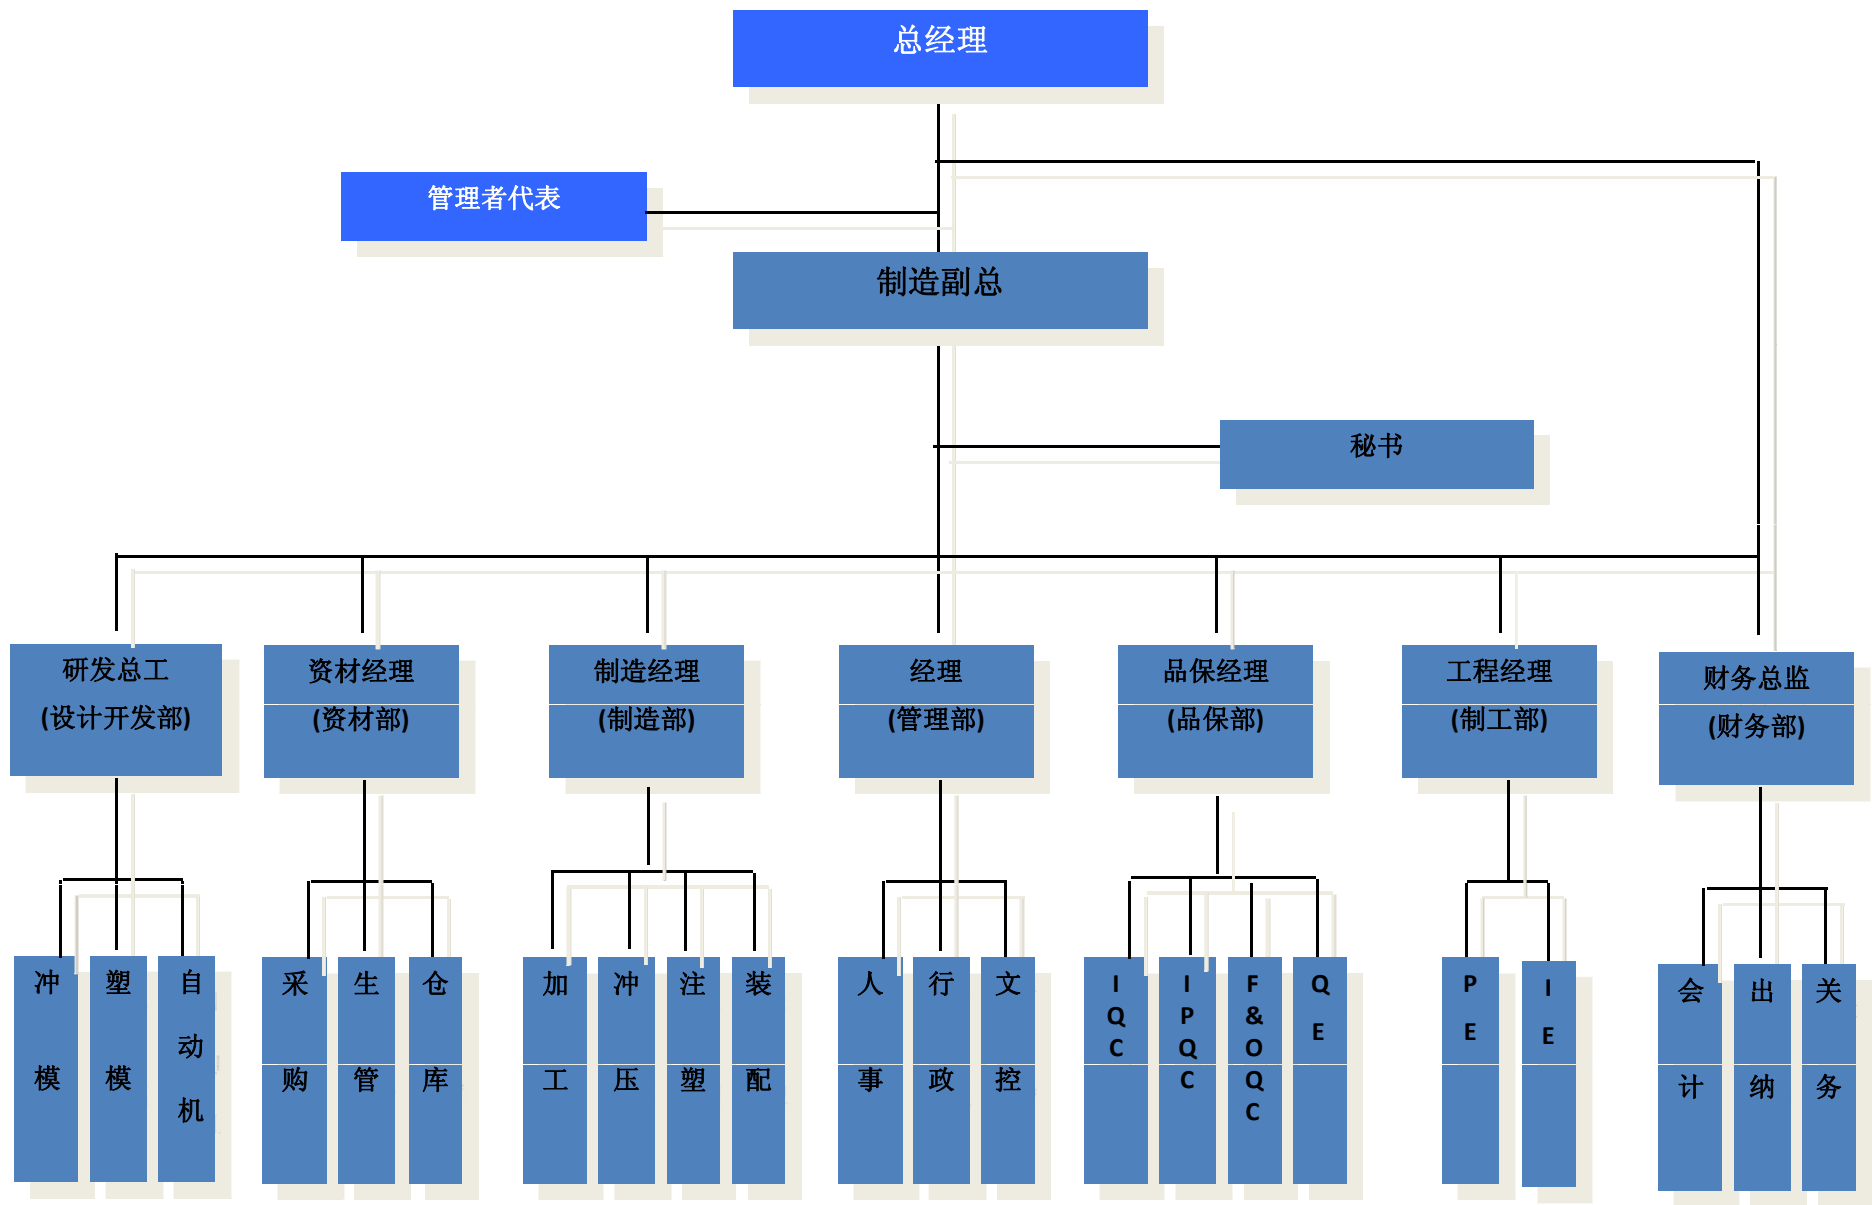 总经理
管理者代表
制造副总
秘书
研发总工
(设计开发部)
资材经理
(资材部)
制造经理
(制造部)
经理
(管理部)
品保经理
(品保部)
工程经理
(制工部)
财务总监
(财务部)
冲模
塑模
自动机
采购
生管
仓库
加工
冲压
注塑
装配
人事
行政
文控
IQC
IPQC
F&OQC
QE
PE
IE
会计
出纳
关务